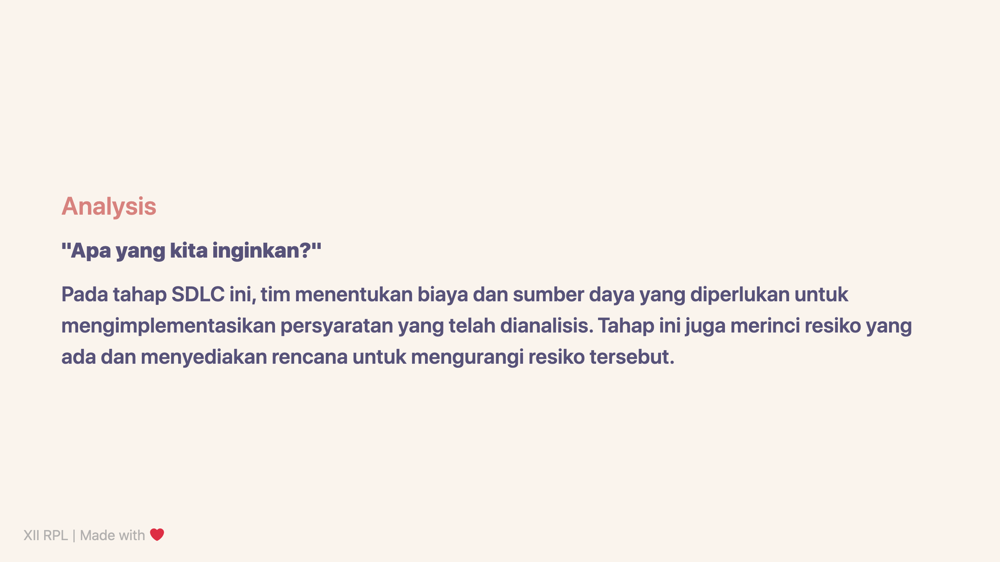 Analysis
"Apa yang kita inginkan?"
Pada tahap SDLC ini, tim menentukan biaya dan sumber daya yang diperlukan untuk
mengimplementasikan persyaratan yang telah dianalisis. Tahap ini juga merinci resiko yang
ada dan menyediakan rencana untuk mengurangi resiko tersebut.
XII RPL | Made with ❤️